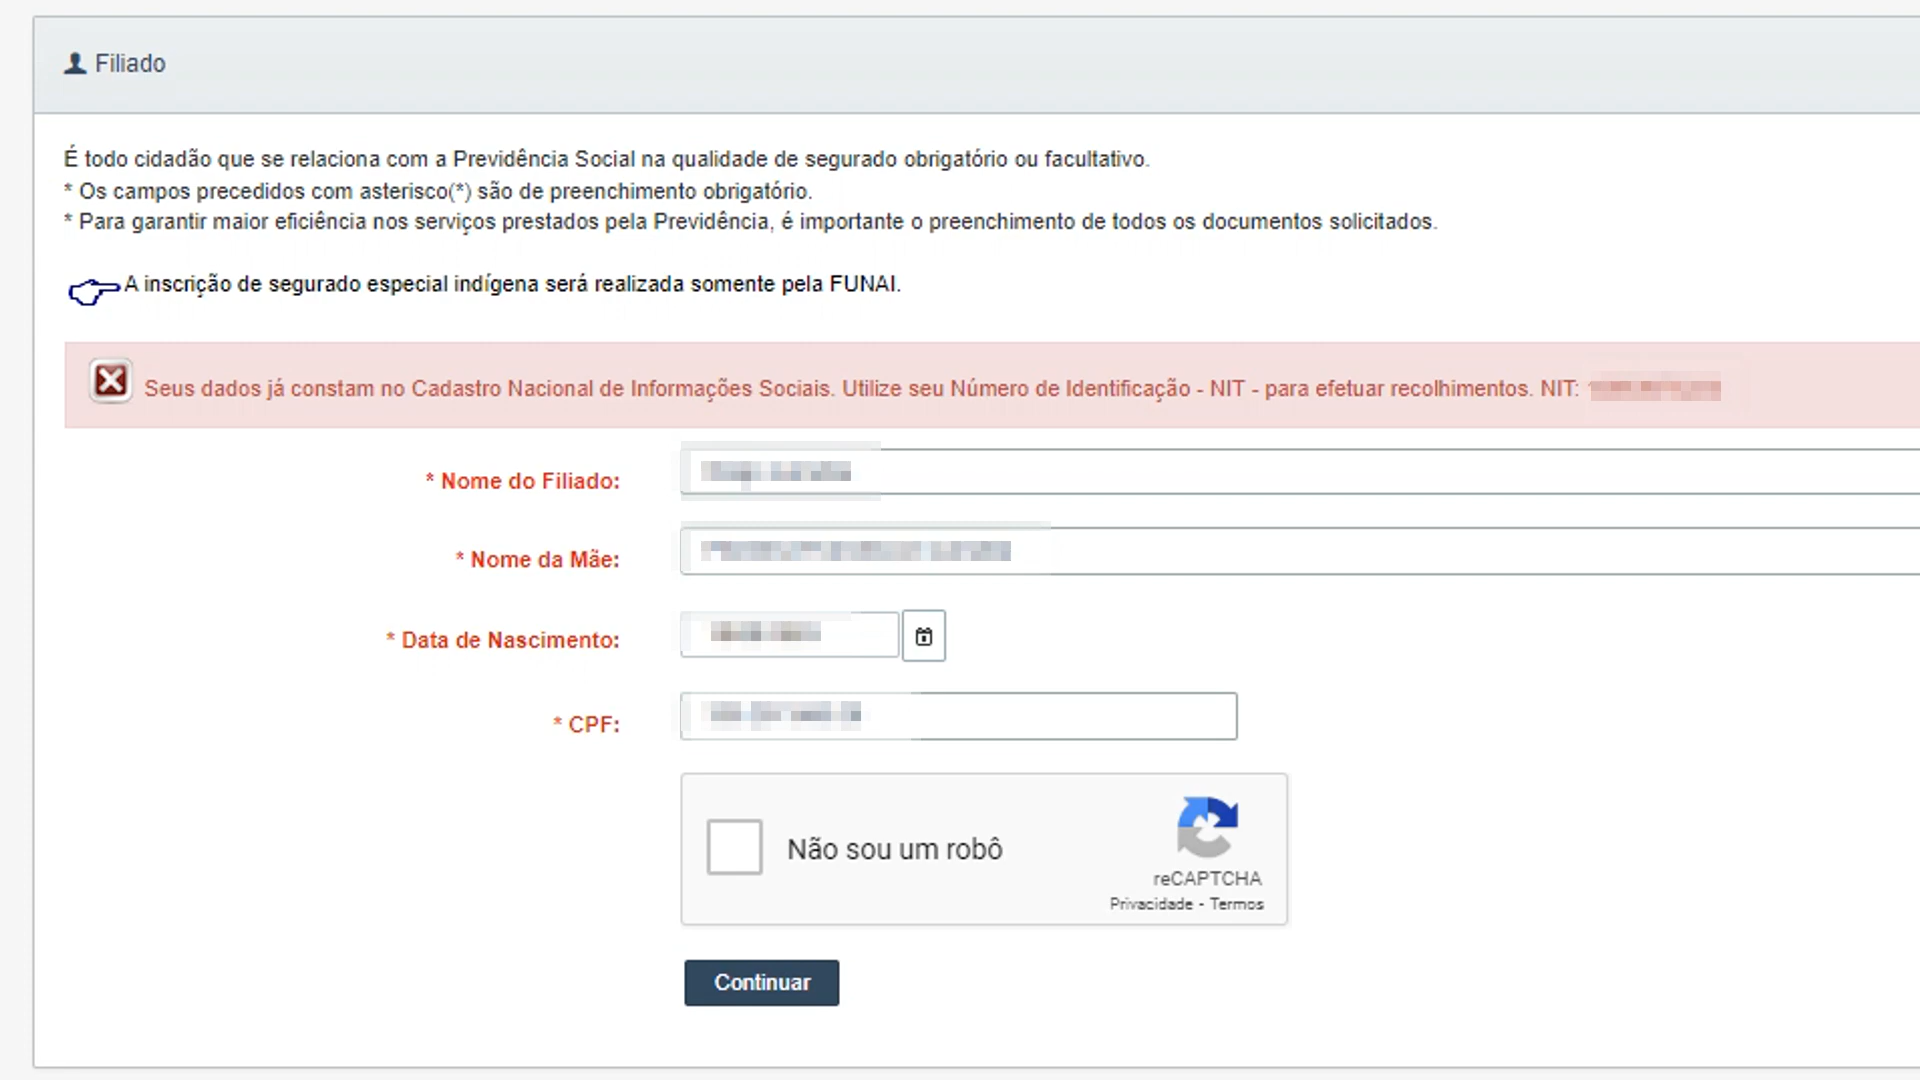 Filiado
É todo cidadão que se relaciona com a Previdência Social na qualidade de segurado obrigatório ou facultativo.
* Os campos precedidos com asterisco(*) são de preenchimento obrigatório.
* Para garantir maior eficiência nos serviços prestados pela Previdência, é importante o preenchimento de todos os documentos solicitados.
A inscrição de segurado especial indígena será realizada somente pela FUNAI.
Seus dados já constam no Cadastro Nacional de Informações Sociais. Utilize seu Número de Identificação - NIT - para efetuar recolhimentos. NIT:
* Nome do Filiado:
* Nome da Mãe:
* Data de Nascimento:
* CPF:
Não sou um robô
reCAPTCHA
Privacidade - Termos
Continuar